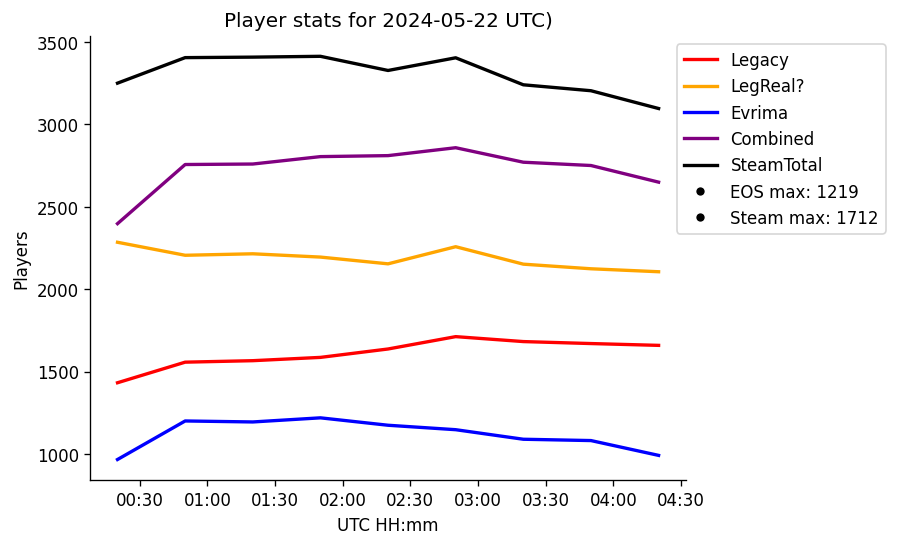 Player stats for 2024-05-22 UTC)
3500
3000
2500
2000
1500
1000
Players
00:30 01:00 01:30 02:00 02:30 03:00 03:30 04:00 04:30
UTC HH:mm
Legacy
LegReal?
Evrima
Combined
SteamTotal
EOS max: 1219
Steam max: 1712